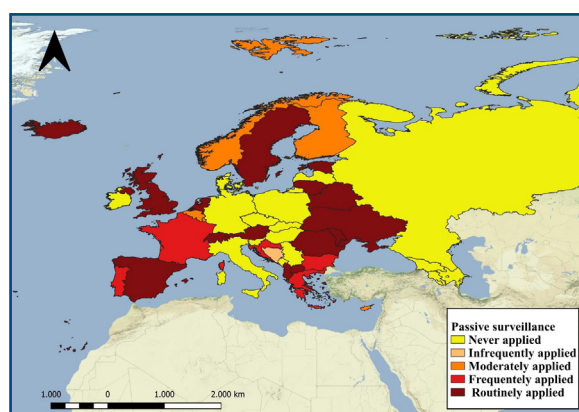 Passive surveillance
Never applied
Infrequently applied
Moderately applied
Frequentely applied
Routinely applied
1.000 0 1.000 2.000 km